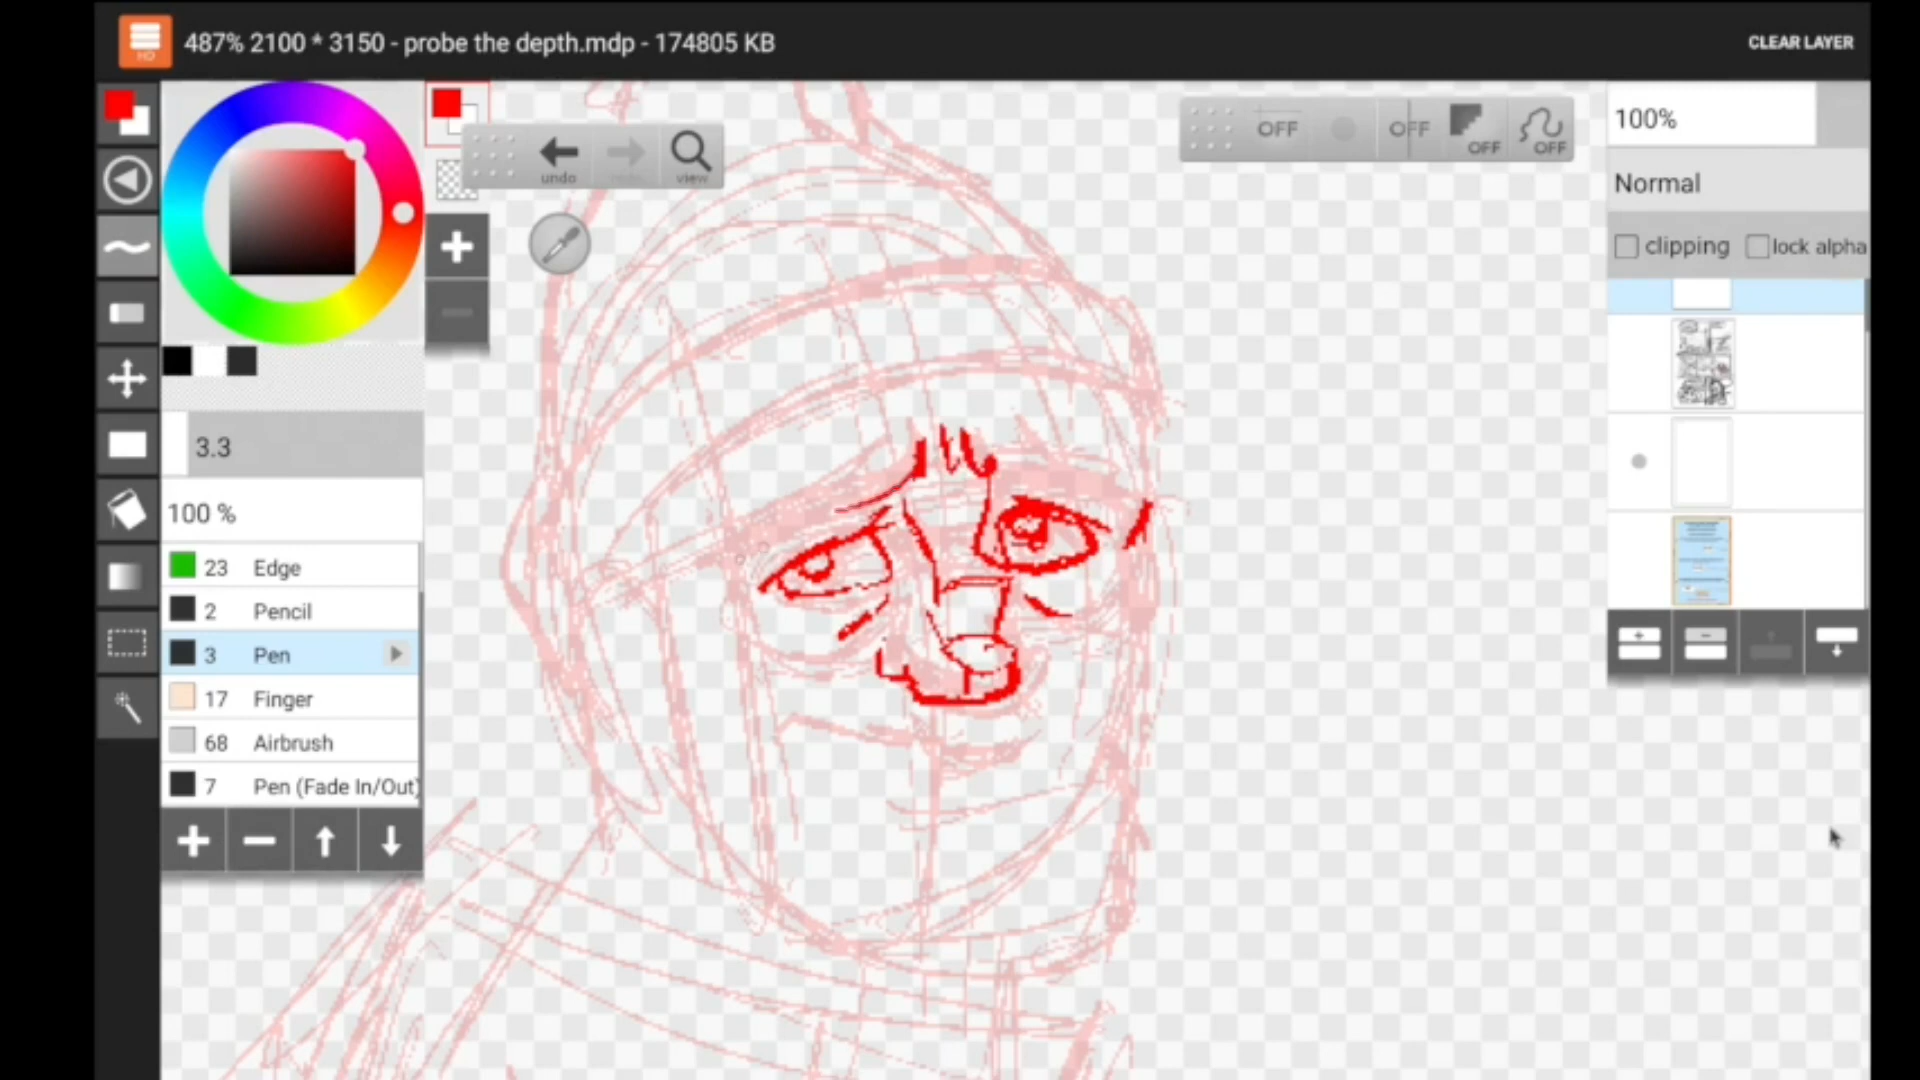 487% 2100 * 3150 - probe the depth.mdp - 174805 KB
CLEAR LAYER
HD
undo
view
OFF
OFF
OFF
OFF
100%
Normal
clipping
lock alpha
3.3
100 %
23 Edge
2 Pencil
3 Pen
17 Finger
68 Airbrush
7 Pen (Fade In/Out)